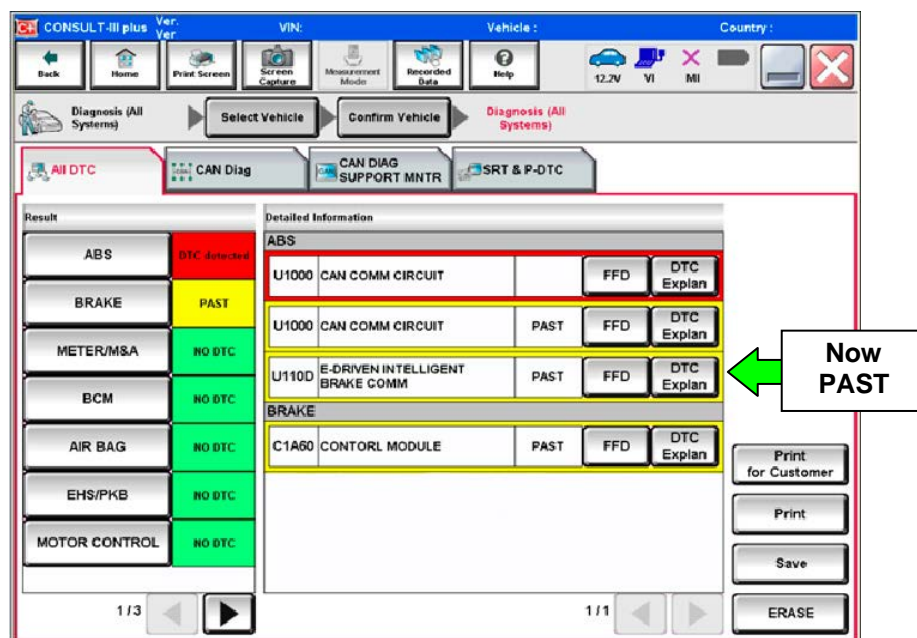 CONSULT-III plus Ver. VIN: Vehicle : Country :
Ver
Back Home Print Screen Screen Capture Measurement Mode Recorded Data Help 12.2V VI MI
Diagnosis (All Systems) Select Vehicle Confirm Vehicle Diagnosis (All Systems)
All DTC CAN Diag CAN DIAG SUPPORT MNTR SRT & P-DTC
Result
ABS DTC detected
BRAKE PAST
METER/M&A NO DTC
BCM NO DTC
AIR BAG NO DTC
EHS/PKB NO DTC
MOTOR CONTROL NO DTC
1/3
Detailed Information
ABS
U1000 CAN COMM CIRCUIT FFD DTC Explan
U1000 CAN COMM CIRCUIT PAST FFD DTC Explan
U110D E-DRIVEN INTELLIGENT BRAKE COMM PAST FFD DTC Explan
BRAKE
C1A60 CONTORL MODULE PAST FFD DTC Explan
1/1
Now
PAST
Print
for Customer
Print
Save
ERASE